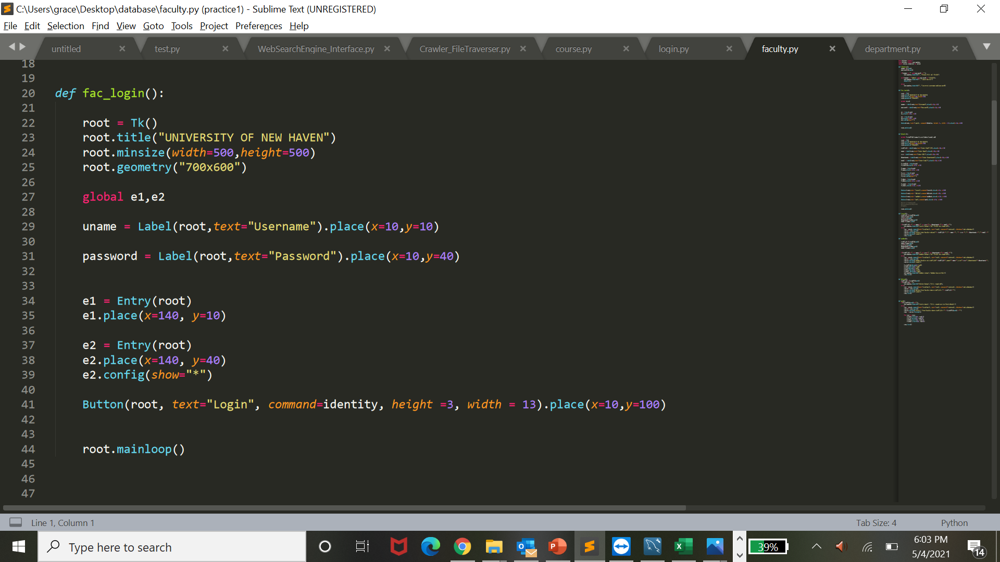 C:\Users\grace\Desktop\database\faculty.py (practice1) - Sublime Text (UNREGISTERED)
File Edit Selection Find View Goto Tools Project Preferences Help
untitled test.py WebSearchEngine_Interface.py Crawler_FileTraverser.py course.py login.py faculty.py department.py
18
19
20 def fac_login():
21
22 root = Tk()
23 root.title("UNIVERSITY OF NEW HAVEN")
24 root.minsize(width=500,height=500)
25 root.geometry("700x600")
26
27 global e1,e2
28
29 uname = Label(root,text="Username").place(x=10,y=10)
30
31 password = Label(root,text="Password").place(x=10,y=40)
32
33
34 e1 = Entry(root)
35 e1.place(x=140, y=10)
36
37 e2 = Entry(root)
38 e2.place(x=140, y=40)
39 e2.config(show="*")
40
41 Button(root, text="Login", command=identity, height =3, width = 13).place(x=10,y=100)
42
43
44 root.mainloop()
45
46
47
Line 1, Column 1 Tab Size: 4 Python
Type here to search
39%
6:03 PM
5/4/2021
14